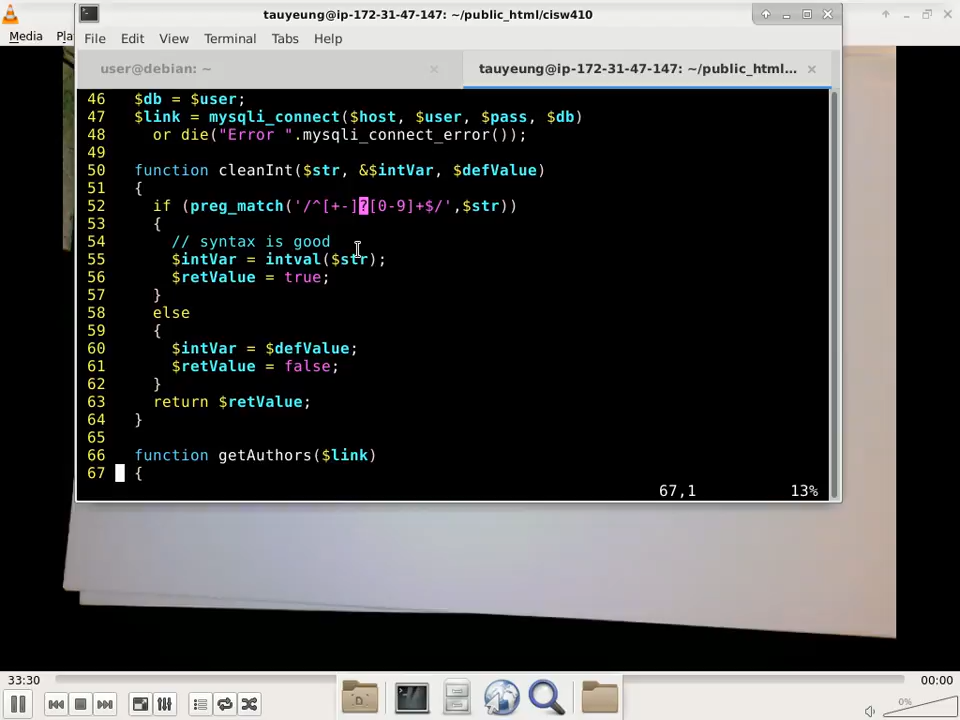 tauyeung@ip-172-31-47-147: ~/public_html/cisw410
Media
File Edit View Terminal Tabs Help
user@debian: ~
tauyeung@ip-172-31-47-147: ~/public_html...
46 $db = $user;
47 $link = mysqli_connect($host, $user, $pass, $db)
48 or die("Error ".mysqli_connect_error());
49
50 function cleanInt($str, &$intVar, $defValue)
51 {
52 if (preg_match('/^[+-]?[0-9]+$/',$str))
53 {
54 // syntax is good
55 $intVar = intval($str);
56 $retValue = true;
57 }
58 else
59 {
60 $intVar = $defValue;
61 $retValue = false;
62 }
63 return $retValue;
64 }
65
66 function getAuthors($link)
67 {
67,1 13%
33:30
00:00
0%